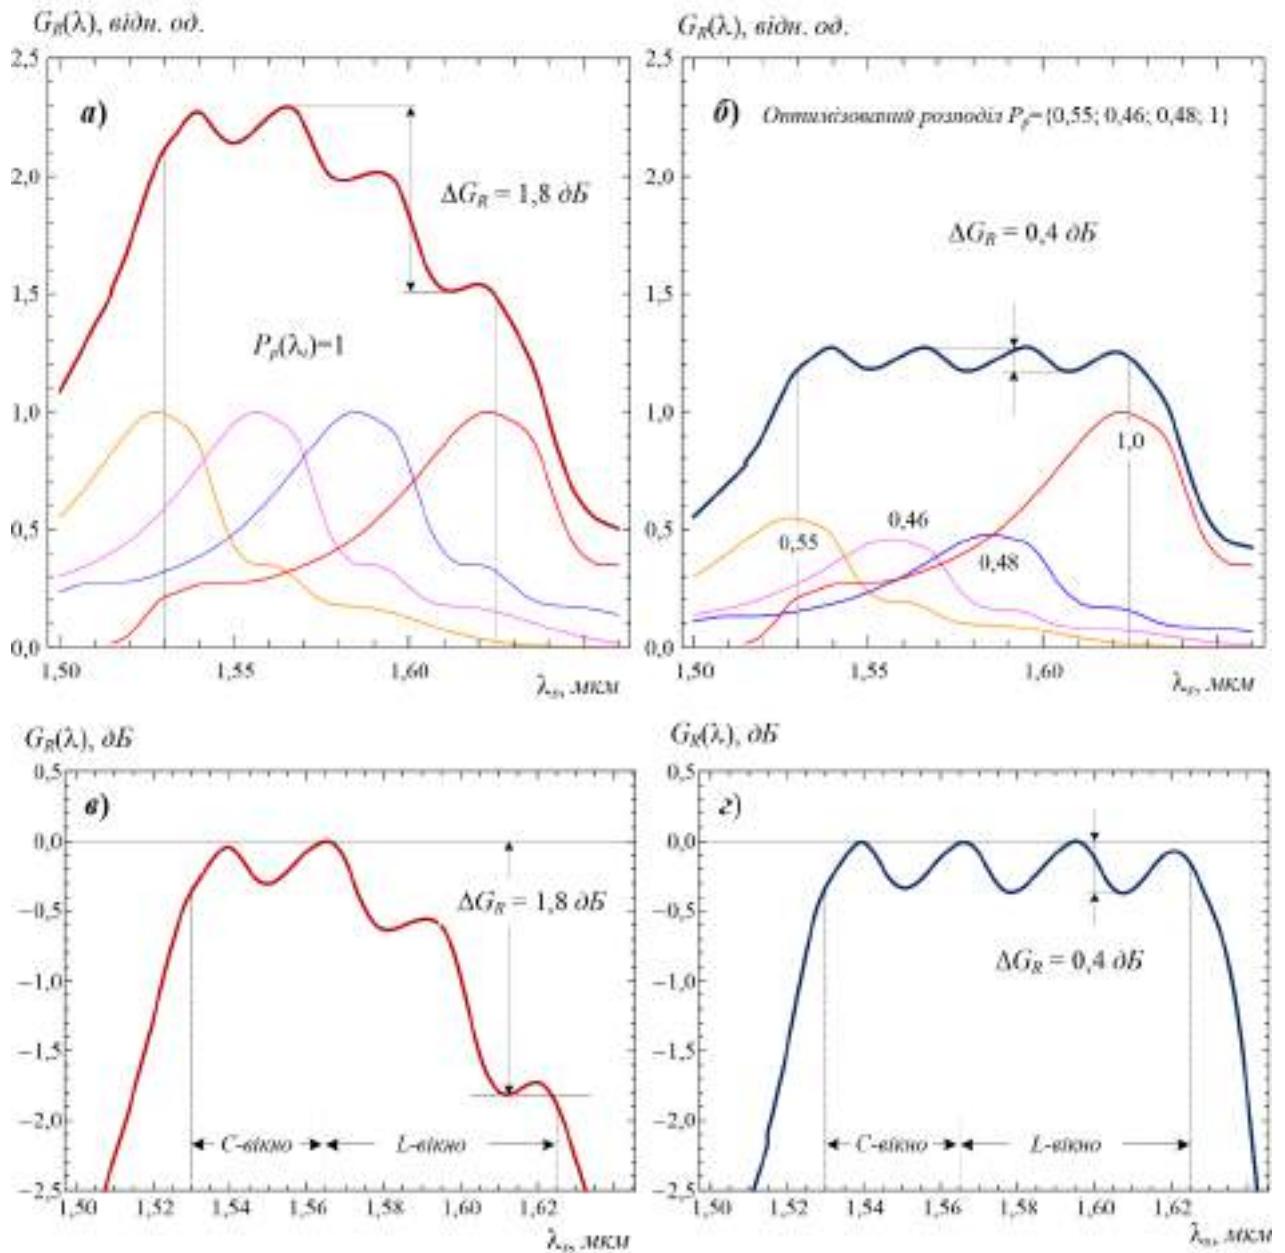 G_R(λ), відн. од.
2,5
2,0
1,5
1,0
0,5
0,0
1,50 1,55 1,60
λ_s, мкм
а)
ΔG_R = 1,8 дБ
P_p(λ_i)=1
G_R(λ), відн. од.
2,5
2,0
1,5
1,0
0,5
0,0
1,50 1,55 1,60
λ_s, мкм
б) Оптимізований розподіл P_p={0,55; 0,46; 0,48; 1}
ΔG_R = 0,4 дБ
1,0
0,46
0,55
0,48
G_R(λ), дБ
0,5
0,0
−0,5
−1,0
−1,5
−2,0
−2,5
1,50 1,52 1,54 1,56 1,58 1,60 1,62
λ_s, мкм
в)
ΔG_R = 1,8 дБ
С-вікно L-вікно
G_R(λ), дБ
0,5
0,0
−0,5
−1,0
−1,5
−2,0
−2,5
1,50 1,52 1,54 1,56 1,58 1,60 1,62
λ_s, мкм
г)
ΔG_R = 0,4 дБ
С-вікно L-вікно